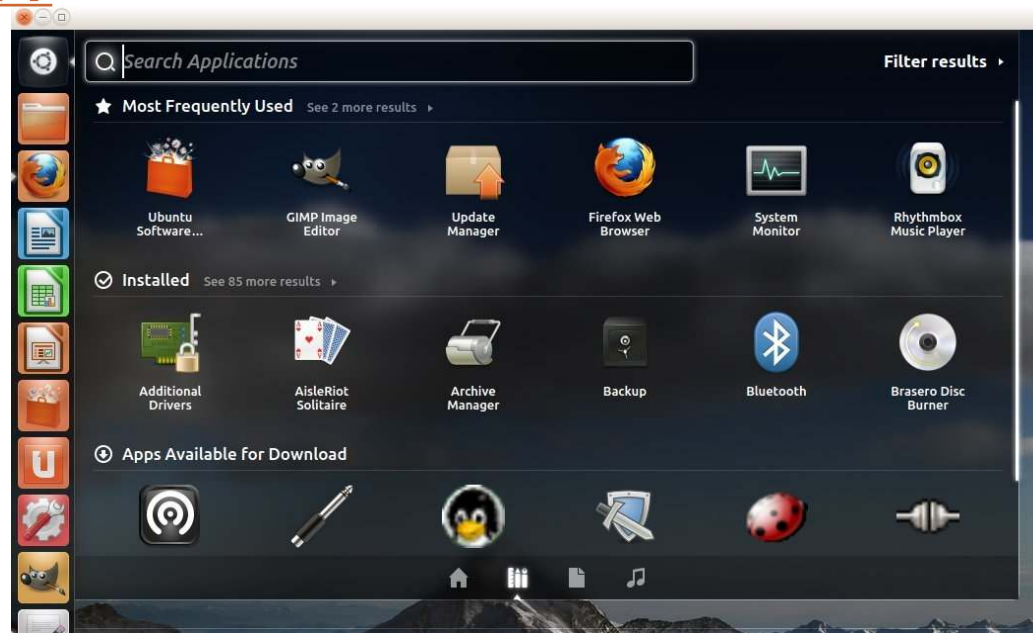 Search Applications
Filter results
Most Frequently Used See 2 more results
Ubuntu
Software...
GIMP Image
Editor
Update
Manager
Firefox Web
Browser
System
Monitor
Rhythmbox
Music Player
Installed See 85 more results
Additional
Drivers
AisleRiot
Solitaire
Archive
Manager
Backup
Bluetooth
Brasero Disc
Burner
Apps Available for Download